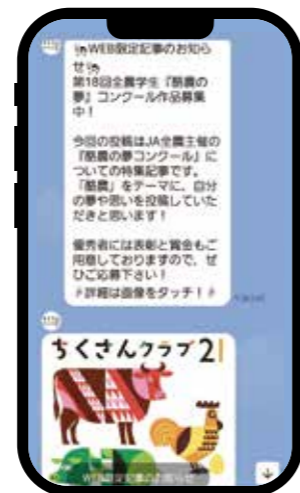 WEB限定記事のお知ら
せ
第18回全農学生『酪農の
夢』コンクール作品募集
中！
今回の投稿はJA全農主催の
『酪農の夢コンクール』に
ついての特集記事です。
「酪農」をテーマに、自分
の夢や思いを投稿していた
だきと思います！
優秀者には表彰と賞金もご
用意しておりますので、ぜ
ひご応募下さい！
詳細は画像をタッチ！
ちくさんクラブ21
WEB限定記事のお知らせ